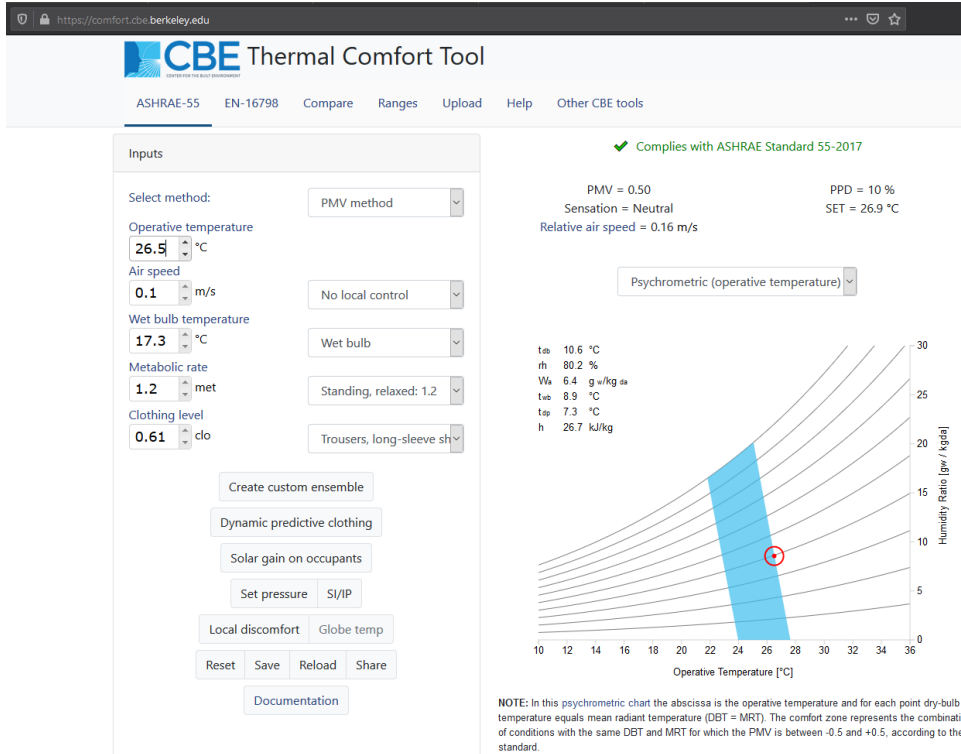 https://comfort.cbe.berkeley.edu
CBE Thermal Comfort Tool
CENTER FOR THE BUILT ENVIRONMENT
ASHRAE-55 EN-16798 Compare Ranges Upload Help Other CBE tools
Inputs
Select method: PMV method
Operative temperature
26.5 °C
Air speed
0.1 m/s No local control
Wet bulb temperature
17.3 °C Wet bulb
Metabolic rate
1.2 met Standing, relaxed: 1.2
Clothing level
0.61 clo Trousers, long-sleeve sh
Create custom ensemble
Dynamic predictive clothing
Solar gain on occupants
Set pressure SI/IP
Local discomfort Globe temp
Reset Save Reload Share
Documentation
✔ Complies with ASHRAE Standard 55-2017
PMV = 0.50 PPD = 10 %
Sensation = Neutral SET = 26.9 °C
Relative air speed = 0.16 m/s
Psychrometric (operative temperature)
tdb 10.6 °C
rh 80.2 %
Wa 6.4 g w/kg da
twb 8.9 °C
tdp 7.3 °C
h 26.7 kJ/kg
30
25
20
15
10
5
0
Humidity Ratio [gw / kgda]
10 12 14 16 18 20 22 24 26 28 30 32 34 36
Operative Temperature [°C]
NOTE: In this psychrometric chart the abscissa is the operative temperature and for each point dry-bulb
temperature equals mean radiant temperature (DBT = MRT). The comfort zone represents the combinati
of conditions with the same DBT and MRT for which the PMV is between -0.5 and +0.5, according to the
standard.